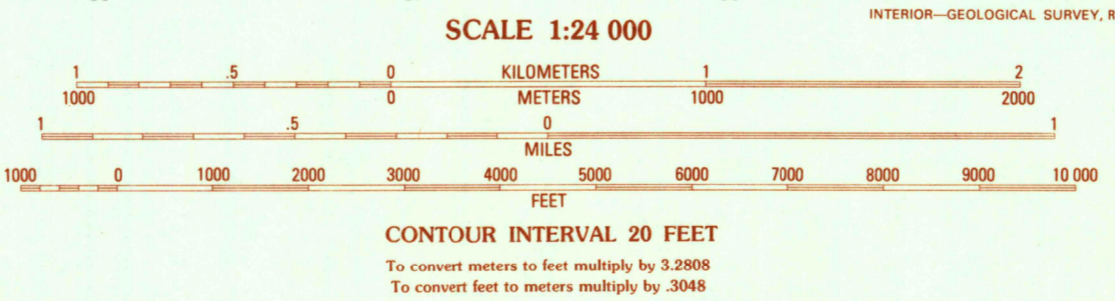 INTERIOR—GEOLOGICAL SURVEY,
SCALE 1:24 000
1 .5 0 KILOMETERS 1 2
1000 0 METERS 1000 2000
1 .5 0 1
MILES
1000 0 1000 2000 3000 4000 5000 6000 7000 8000 9000 10 000
FEET
CONTOUR INTERVAL 20 FEET
To convert meters to feet multiply by 3.2808
To convert feet to meters multiply by .3048